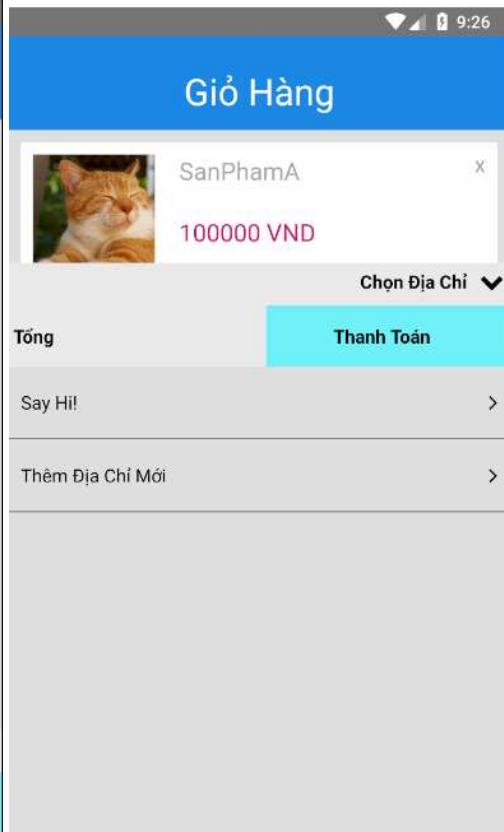 9:26
Giỏ Hàng
SanPhamA
X
100000 VND
Chọn Địa Chỉ
Tổng
Thanh Toán
Say Hi!
Thêm Địa Chỉ Mới